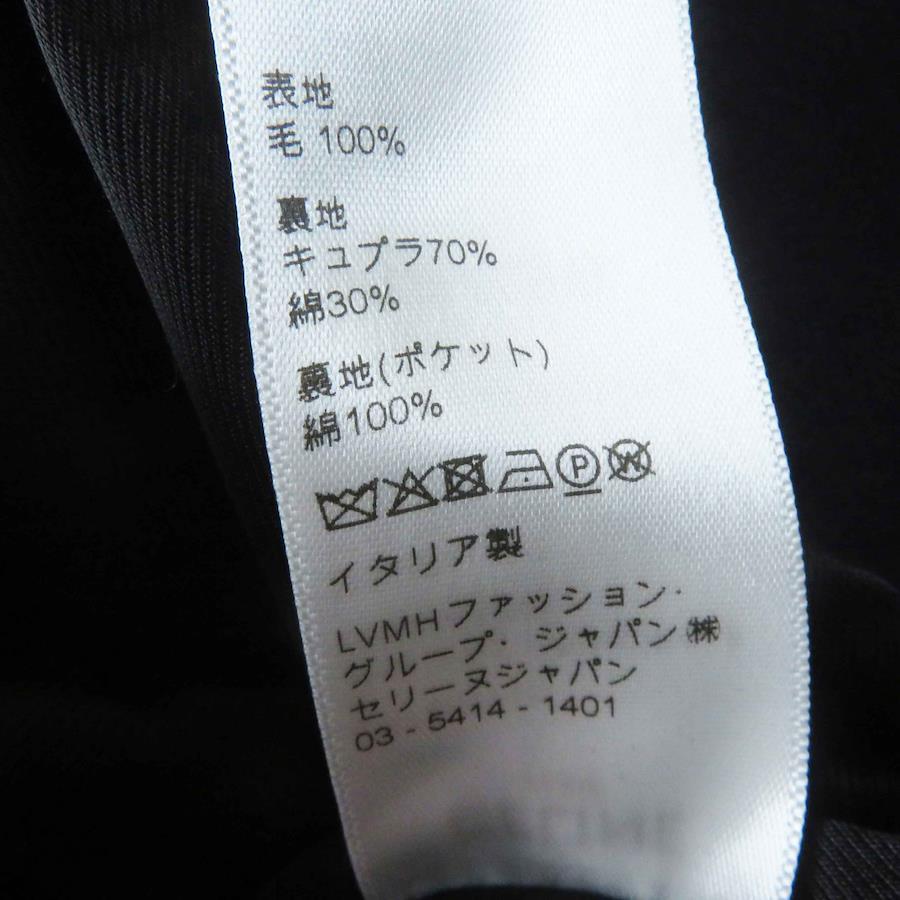 表地
毛 100%
裏地
キュプラ70%
綿30%
裏地(ポケット)
綿100%
P W
イタリア製
LVMHファッション・
グループ・ジャパン㈱
セリーヌジャパン
03 - 5414 - 1401